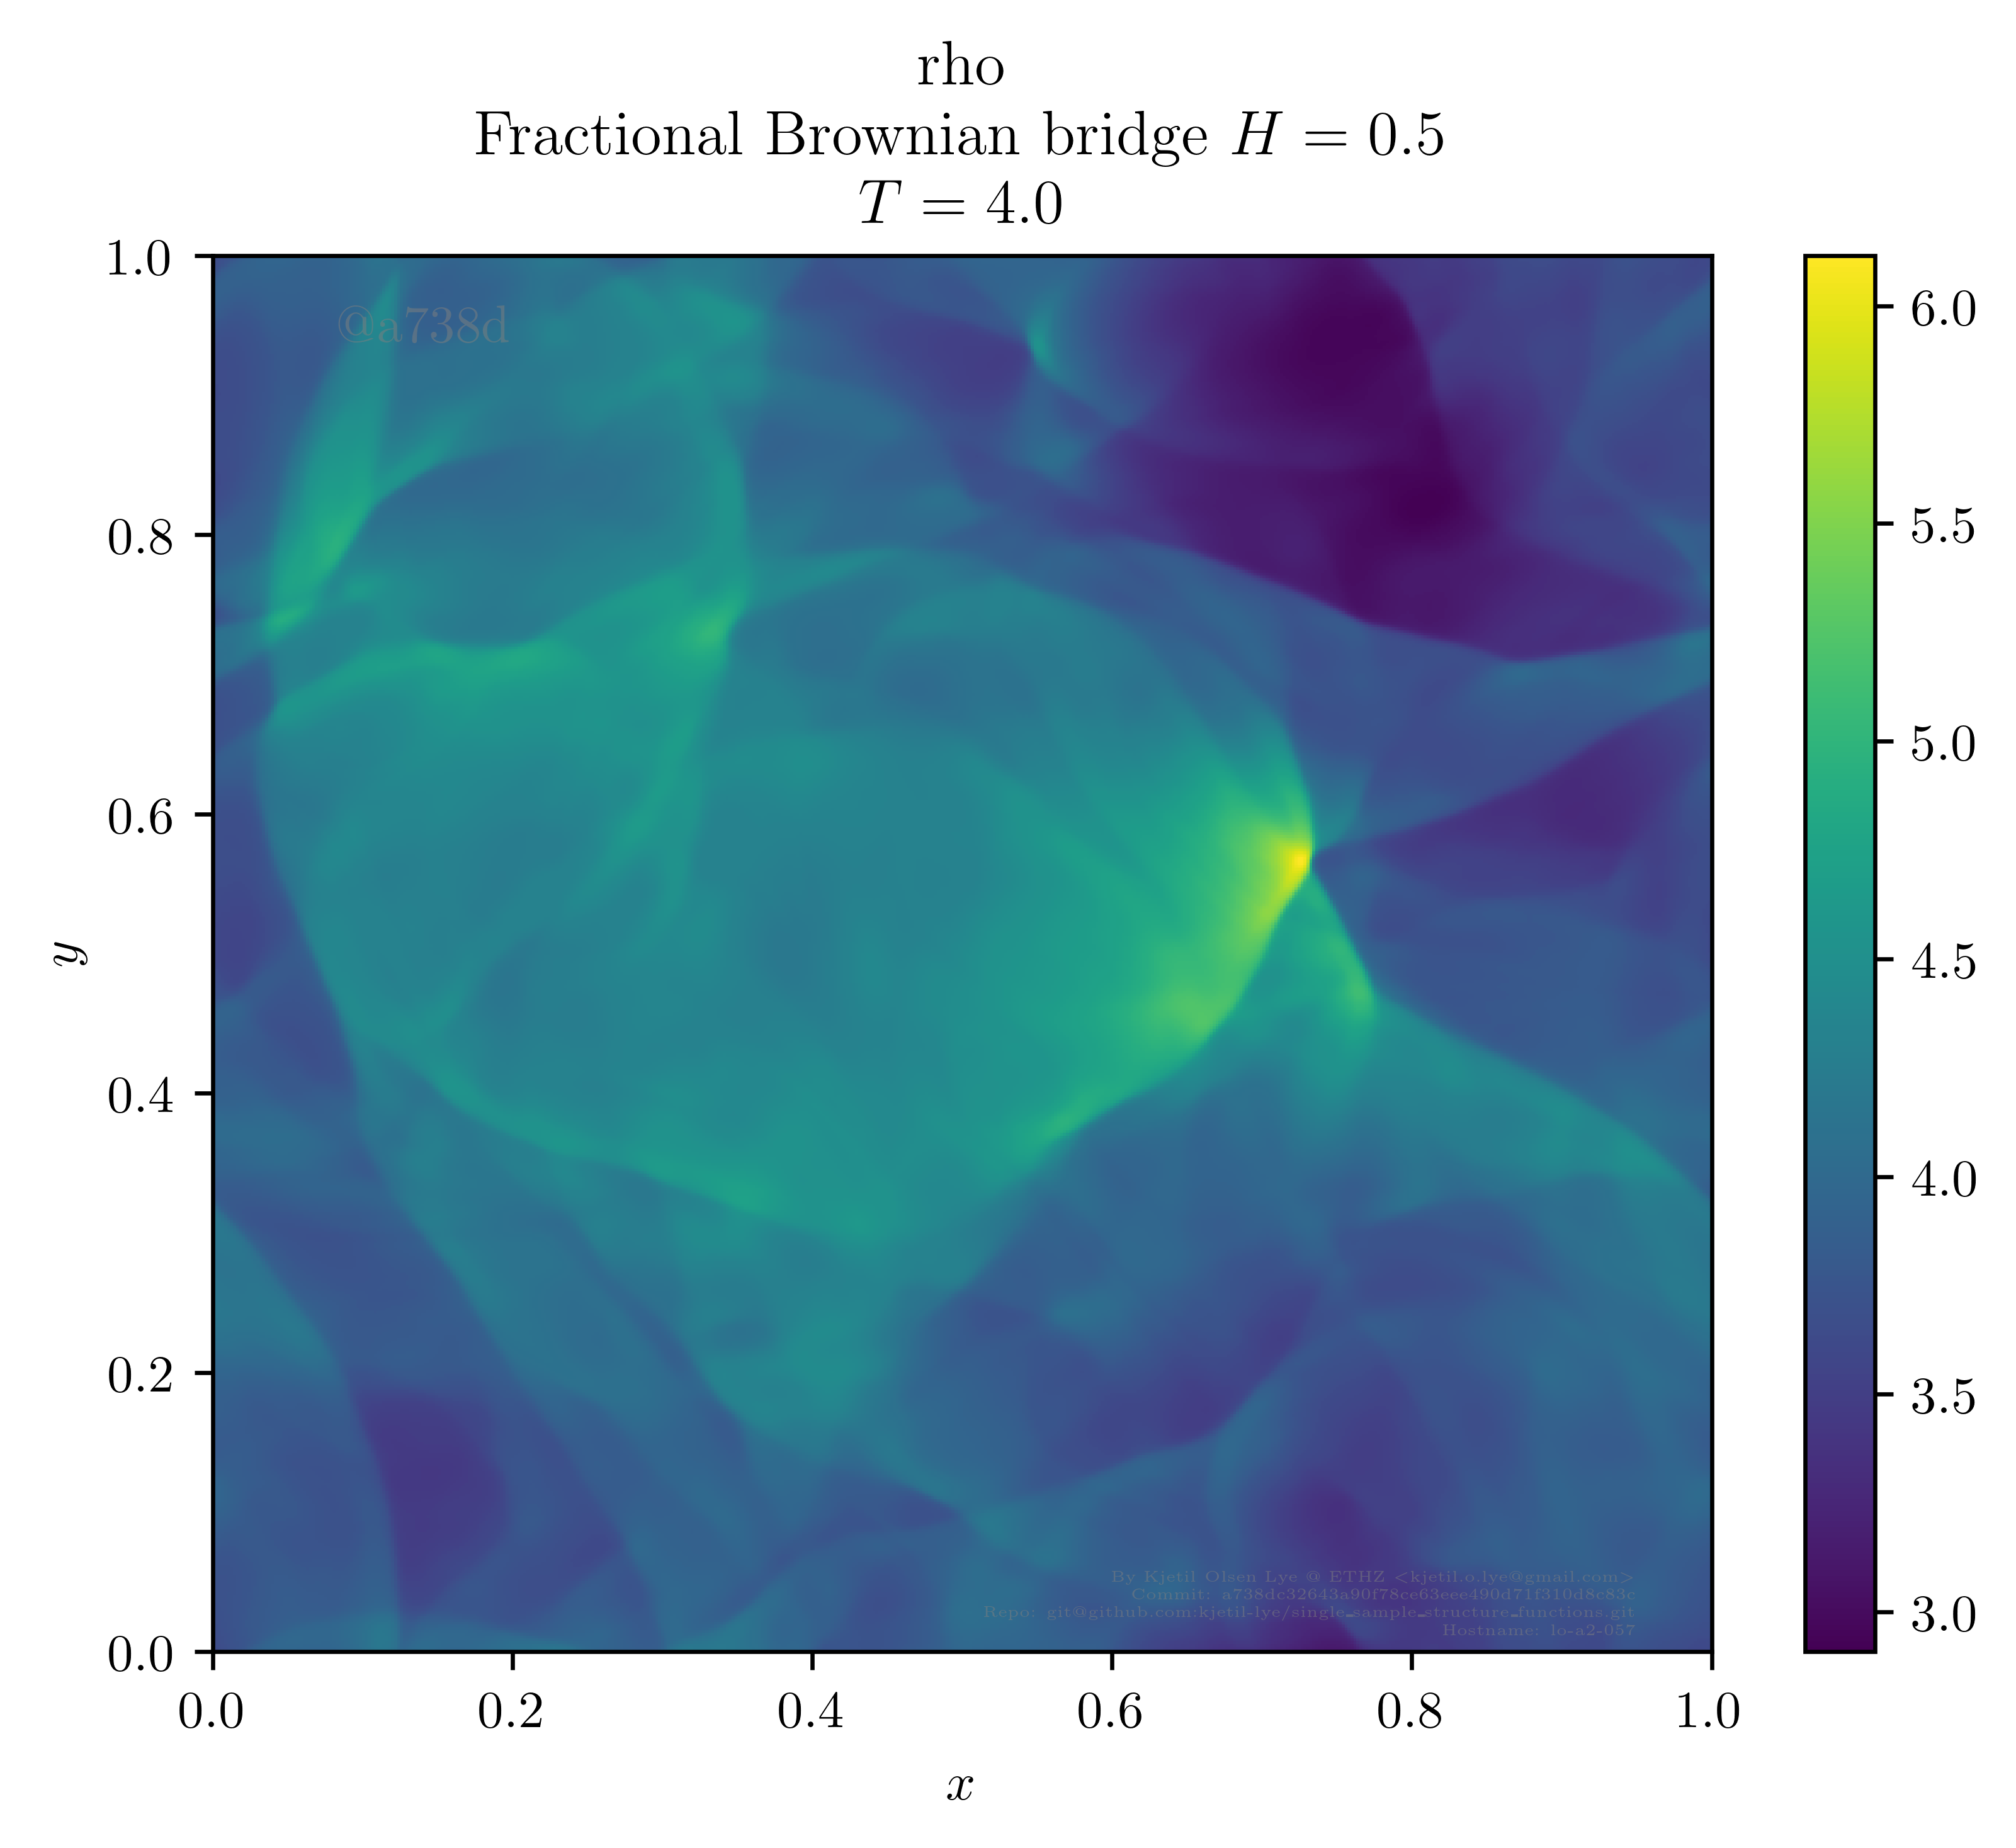 rho
Fractional Brownian bridge H = 0.5
T = 4.0
@a738d
1.0
0.8
0.6
0.4
0.2
0.0
y
0.0 0.2 0.4 0.6 0.8 1.0
x
6.0
5.5
5.0
4.5
4.0
3.5
3.0
By Kjetil Olsen Lye @ ETHZ <kjetil.o.lye@gmail.com>
Commit: a738dc32643a90f78ce63eee490d71f310d8c83c
Repo: git@github.com:kjetil-lye/single_sample_structure_functions.git
Hostname: lo-a2-057